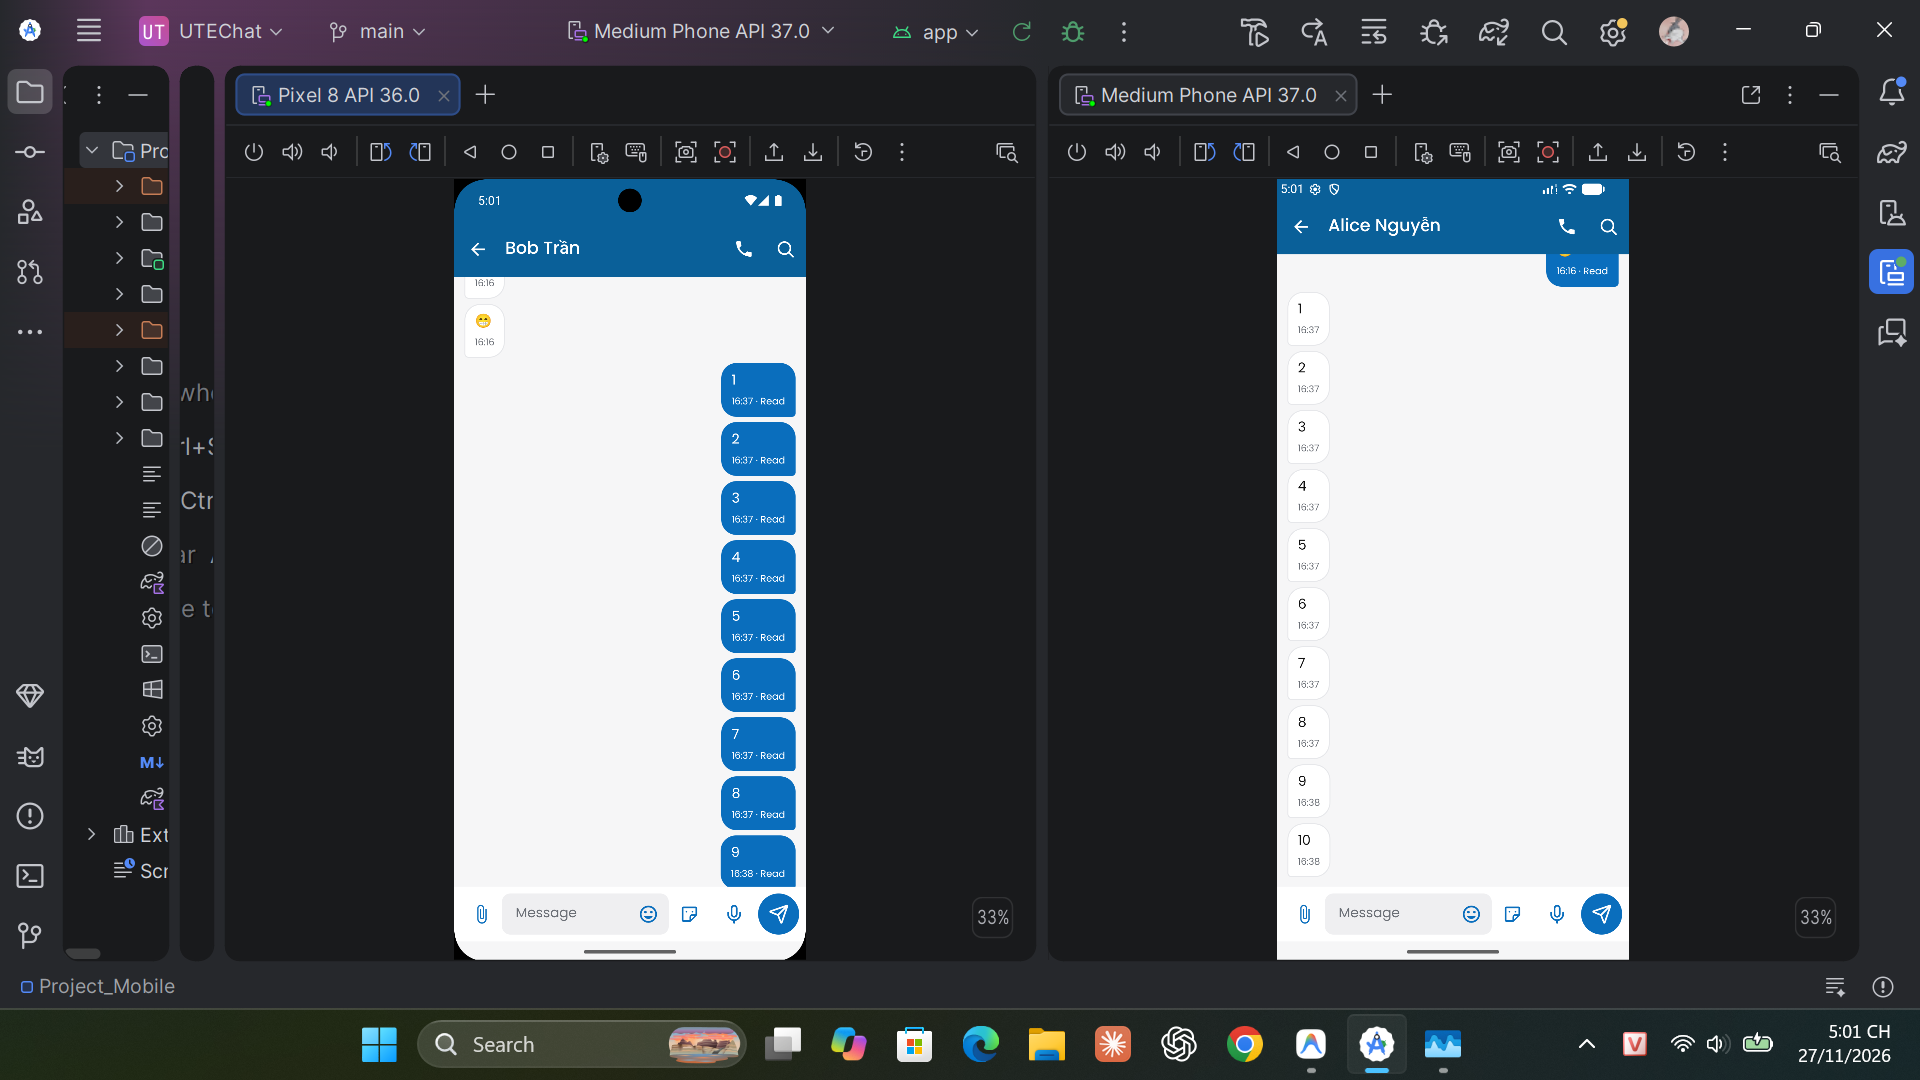 UT UTEChat
main
Medium Phone API 37.0
app
Pixel 8 API 36.0
Medium Phone API 37.0
Ext
M↓
Ctr
5:01
Bob Trần
16:16
😁
16:16
1
16:37 · Read
2
16:37 · Read
3
16:37 · Read
4
16:37 · Read
5
16:37 · Read
6
16:37 · Read
7
16:37 · Read
8
16:37 · Read
9
16:38 · Read
Message
33%
5:01
Alice Nguyễn
16:16 · Read
1
16:37
2
16:37
3
16:37
4
16:37
5
16:37
6
16:37
7
16:37
8
16:37
9
16:38
10
16:38
Message
33%
Project_Mobile
Search
V
5:01 CH
27/11/2026